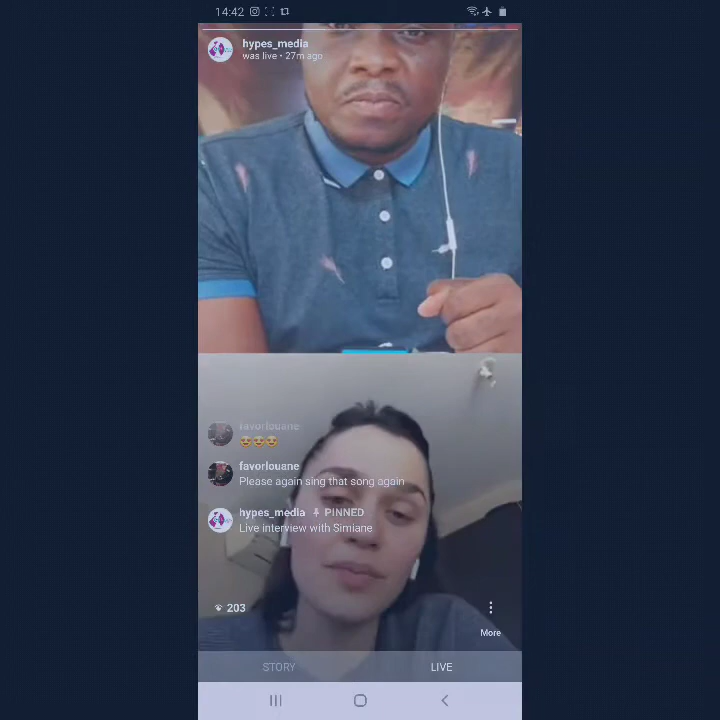 14:42
hypes_media
was live • 27m ago
favorlouane
😍😍😍
favorlouane
Please again sing that song again
hypes_media PINNED
Live interview with Simiane
203
More
STORY LIVE